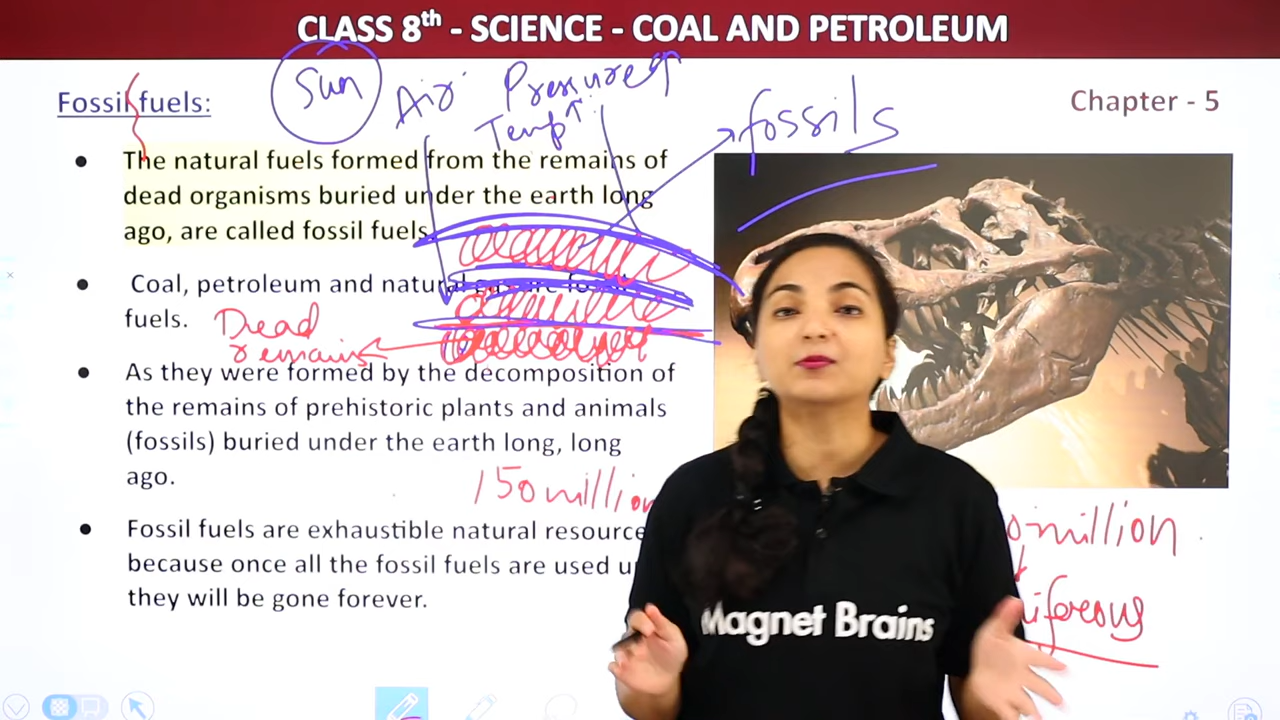 CLASS 8th - SCIENCE - COAL AND PETROLEUM
Fossil fuels:
Sun
Air
Pressure↑
Temp↑
fossils
Chapter - 5
● The natural fuels formed from the remains of
dead organisms buried under the earth long
ago, are called fossil fuels
● Coal, petroleum and natural
fuels.
Dead
remains
● As they were formed by the decomposition of
the remains of prehistoric plants and animals
(fossils) buried under the earth long, long
ago.
150 million
million
● Fossil fuels are exhaustible natural resource
because once all the fossil fuels are used u
they will be gone forever.
iferous
Magnet Brains